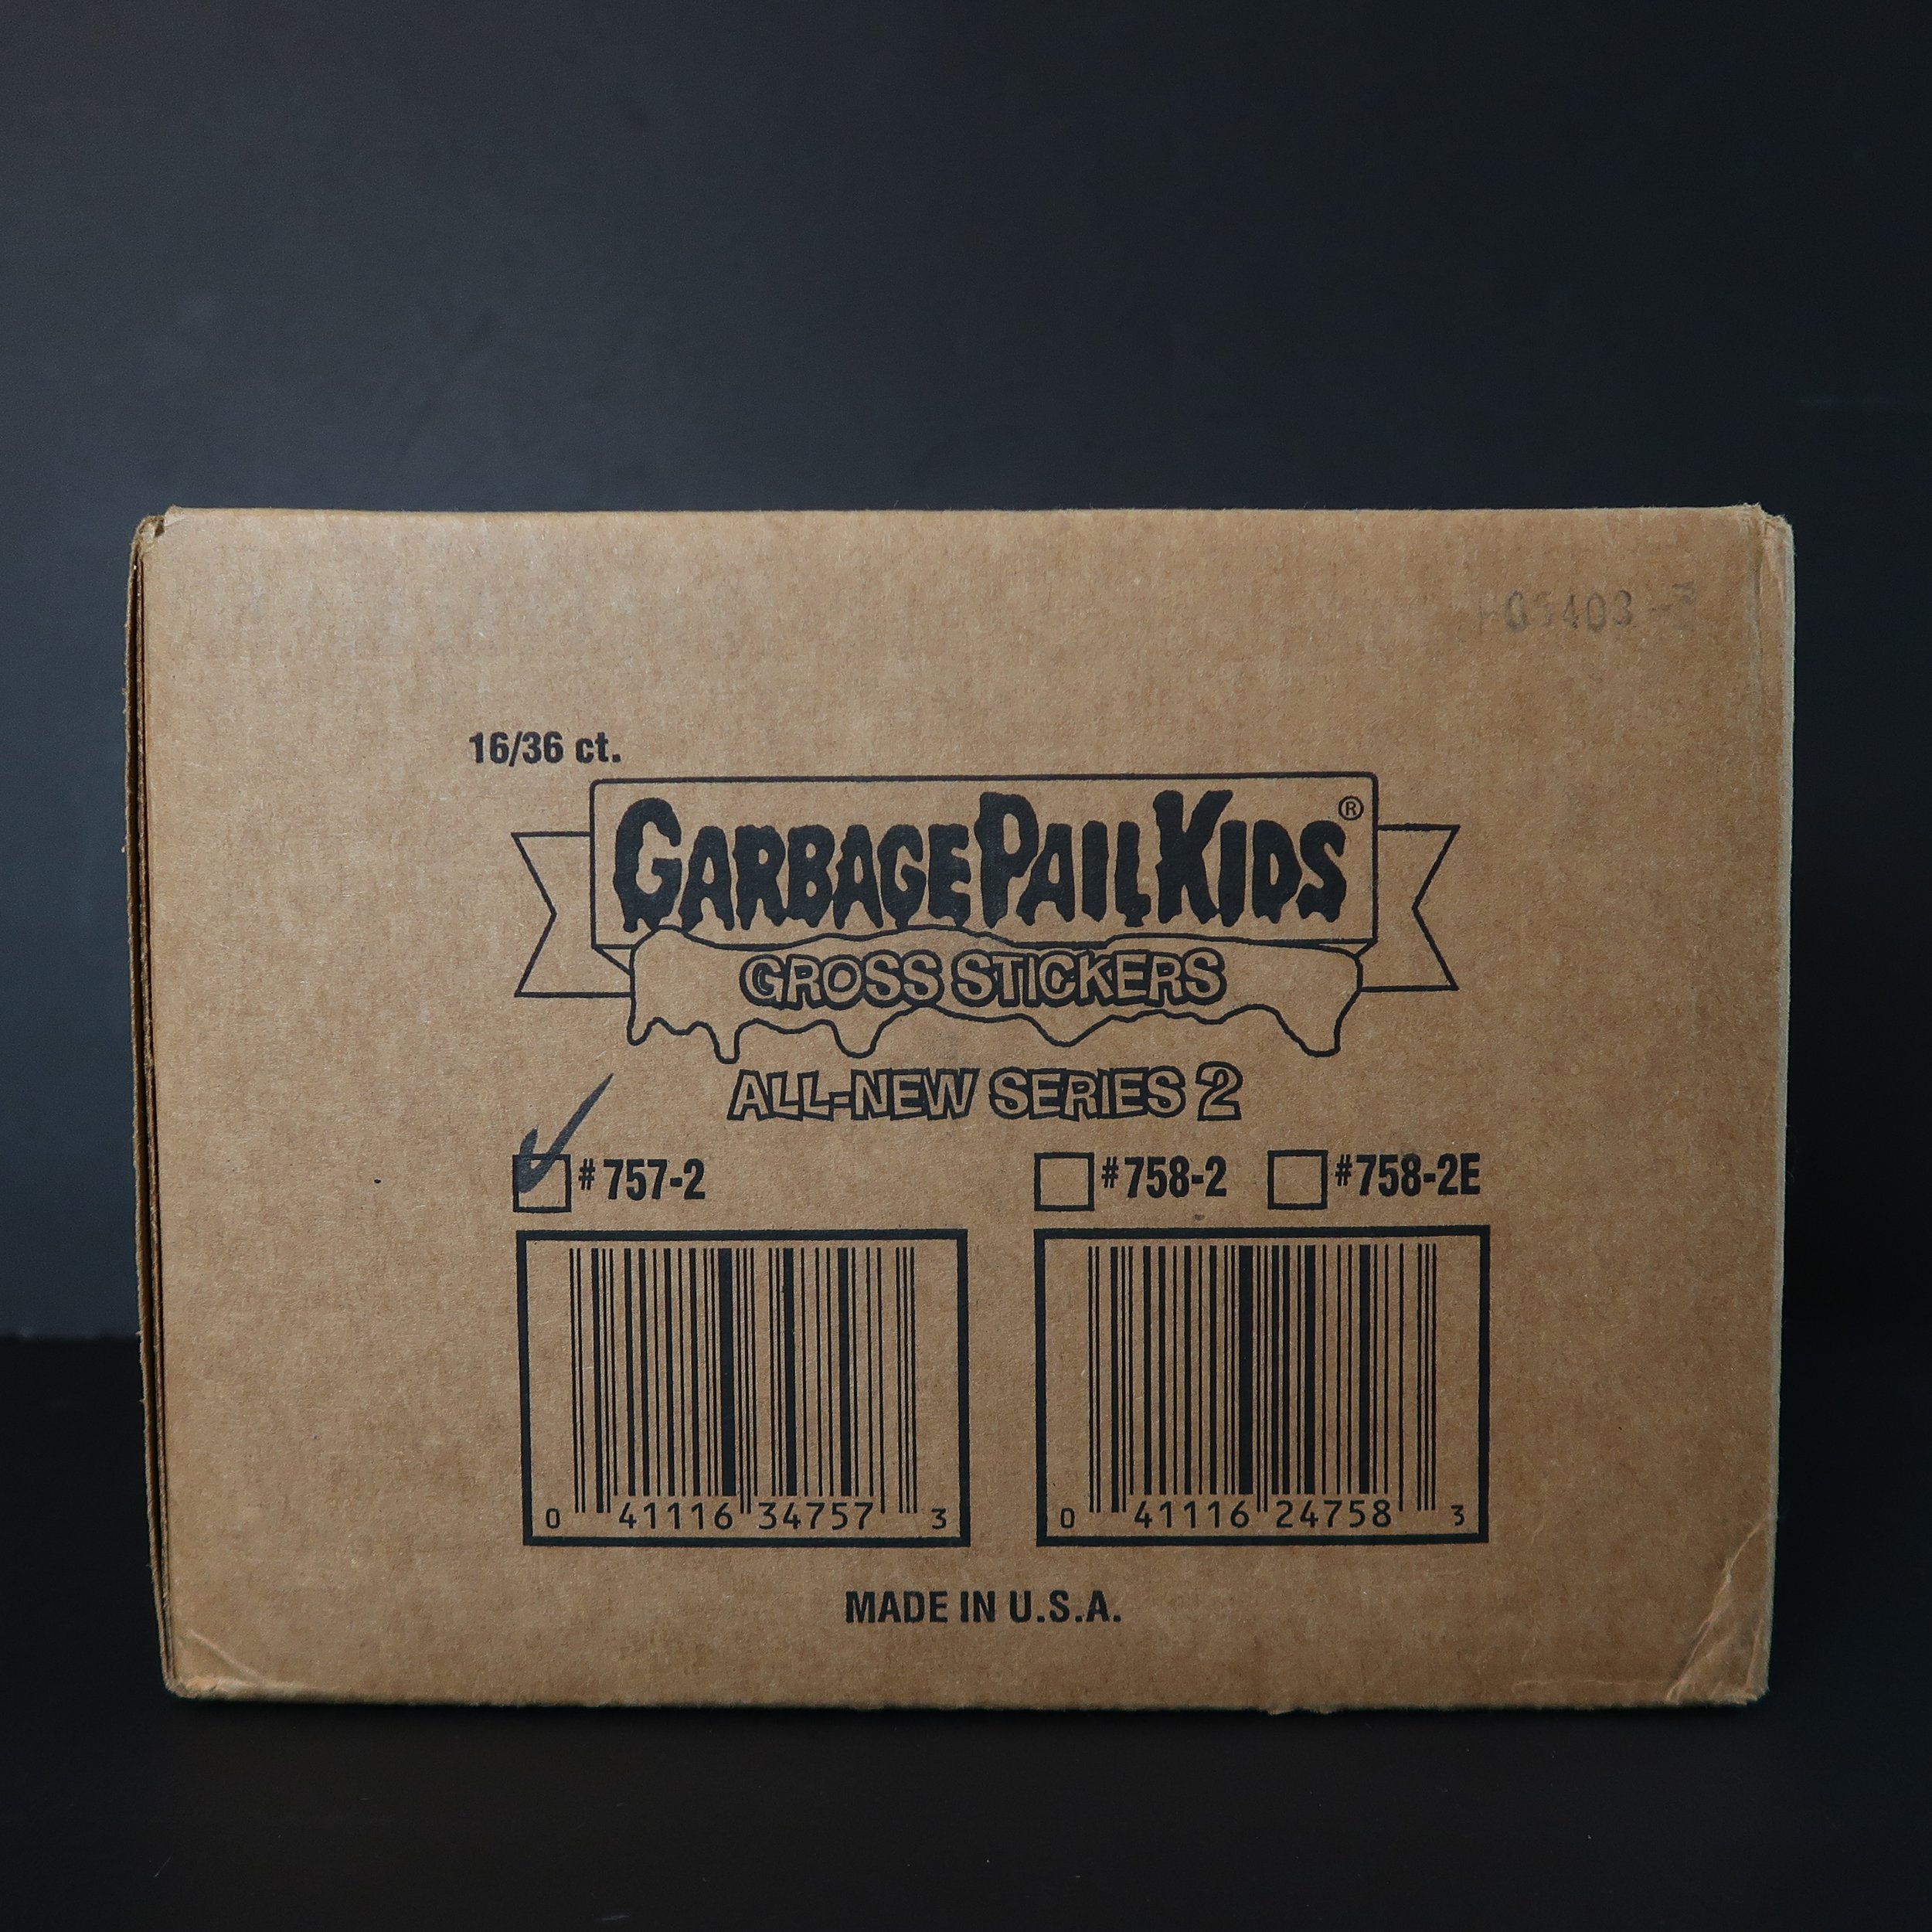 16/36 ct.
GARBAGE PAIL KIDS®
GROSS STICKERS
ALL-NEW SERIES 2
#757-2 #758-2 #758-2E
0 41116 34757 3 0 41116 24758 3
MADE IN U.S.A.